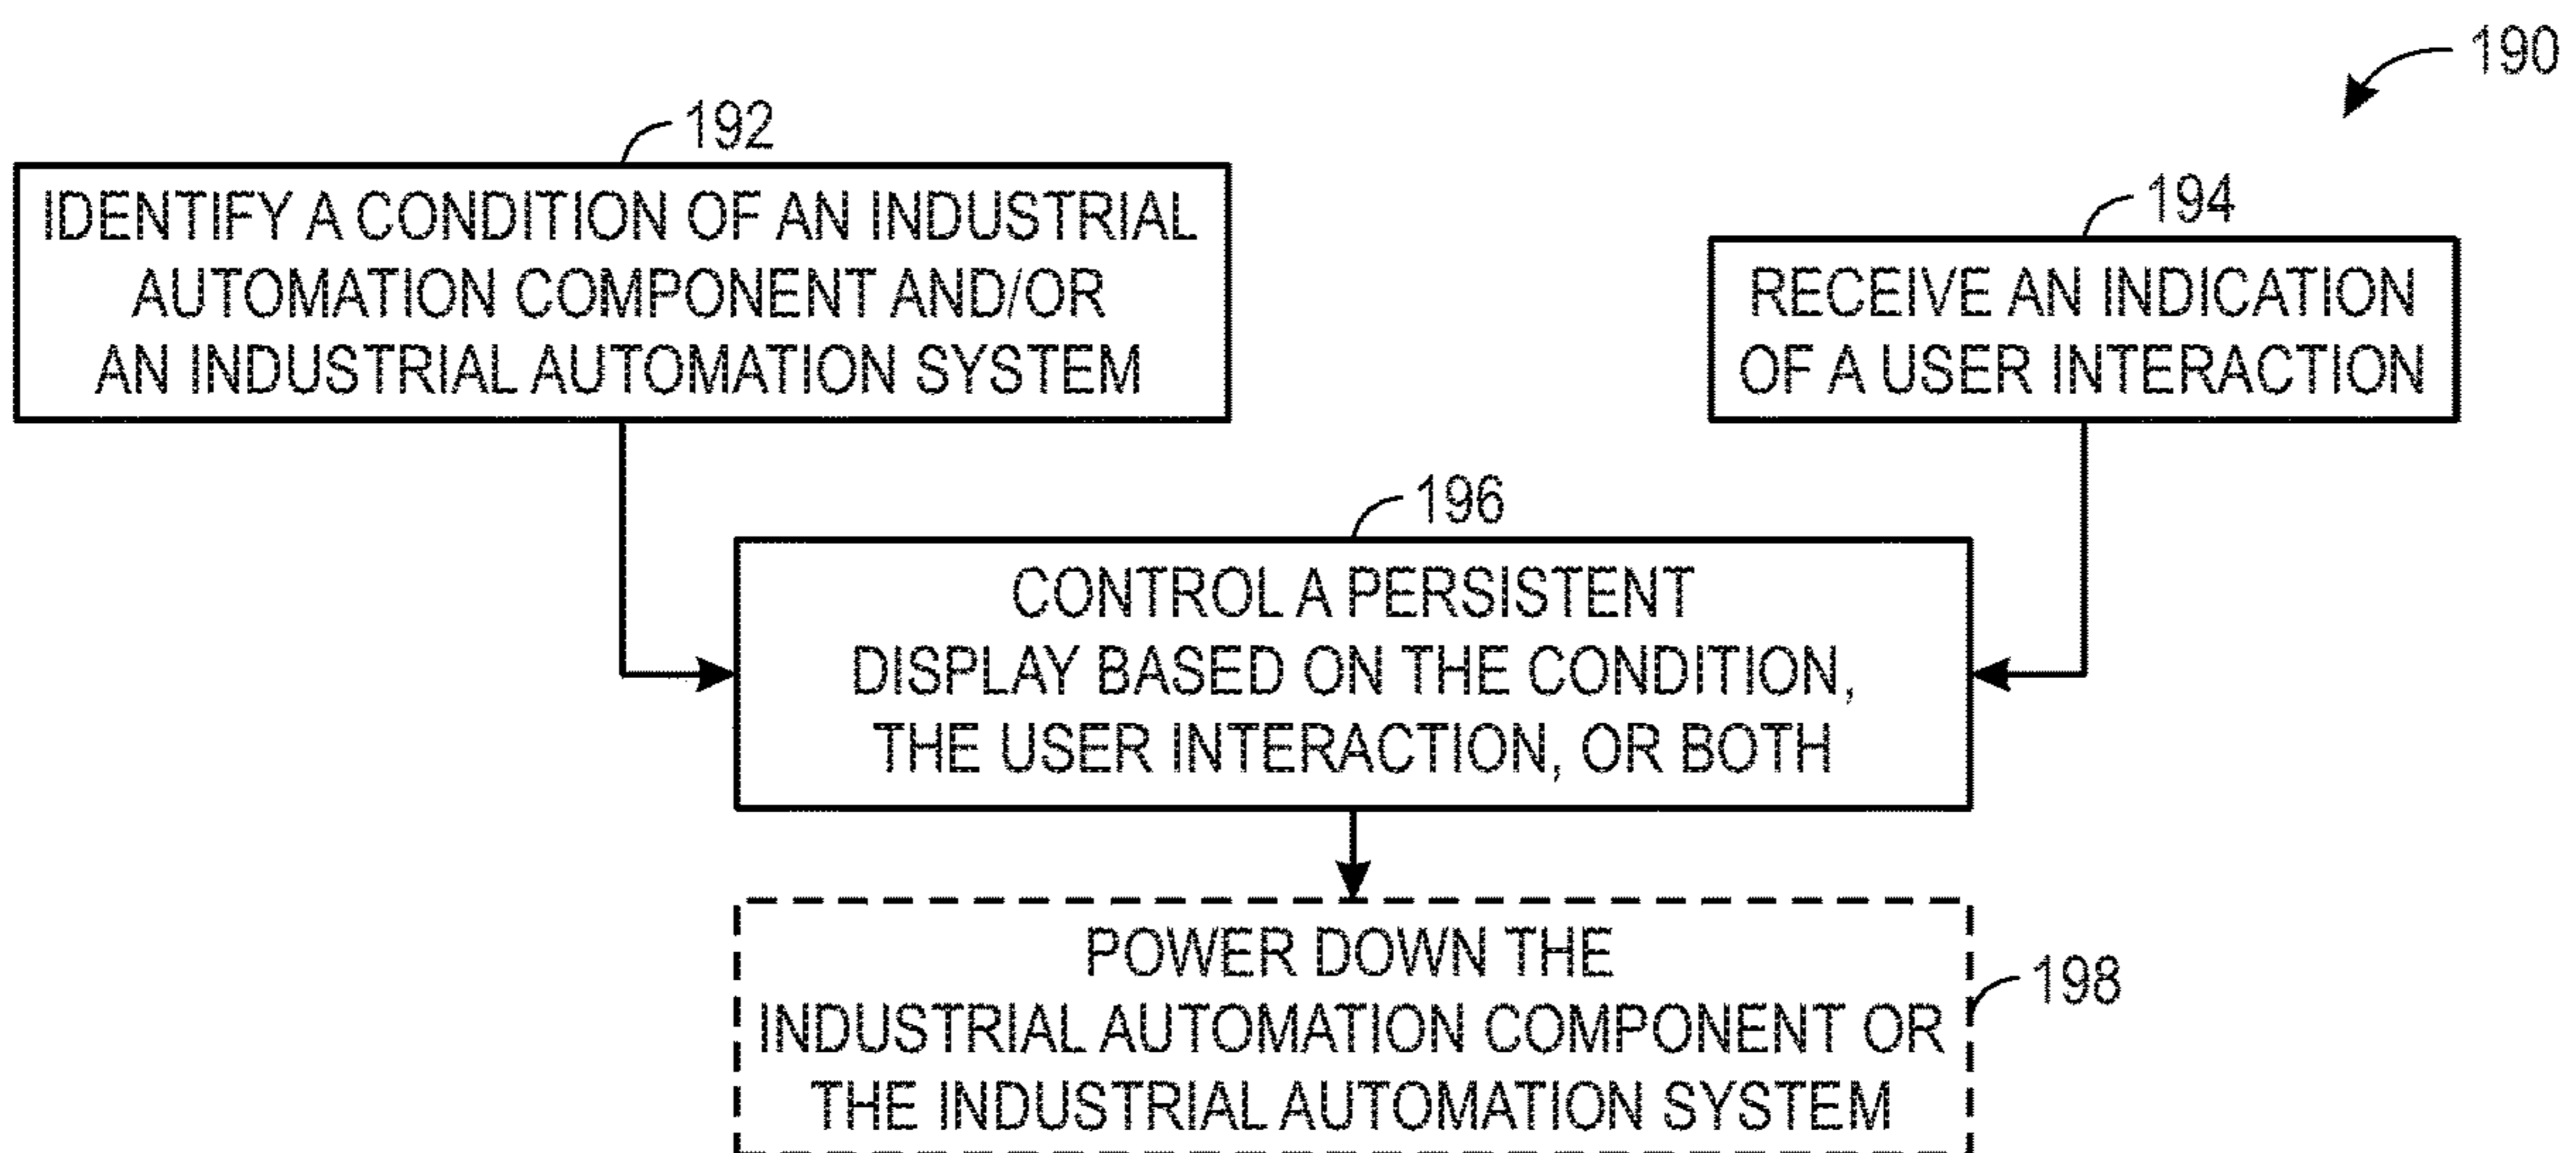 190
192
IDENTIFY A CONDITION OF AN INDUSTRIAL
AUTOMATION COMPONENT AND/OR
AN INDUSTRIAL AUTOMATION SYSTEM
194
RECEIVE AN INDICATION
OF A USER INTERACTION
196
CONTROL A PERSISTENT
DISPLAY BASED ON THE CONDITION,
THE USER INTERACTION, OR BOTH
POWER DOWN THE
INDUSTRIAL AUTOMATION COMPONENT OR
THE INDUSTRIAL AUTOMATION SYSTEM
198